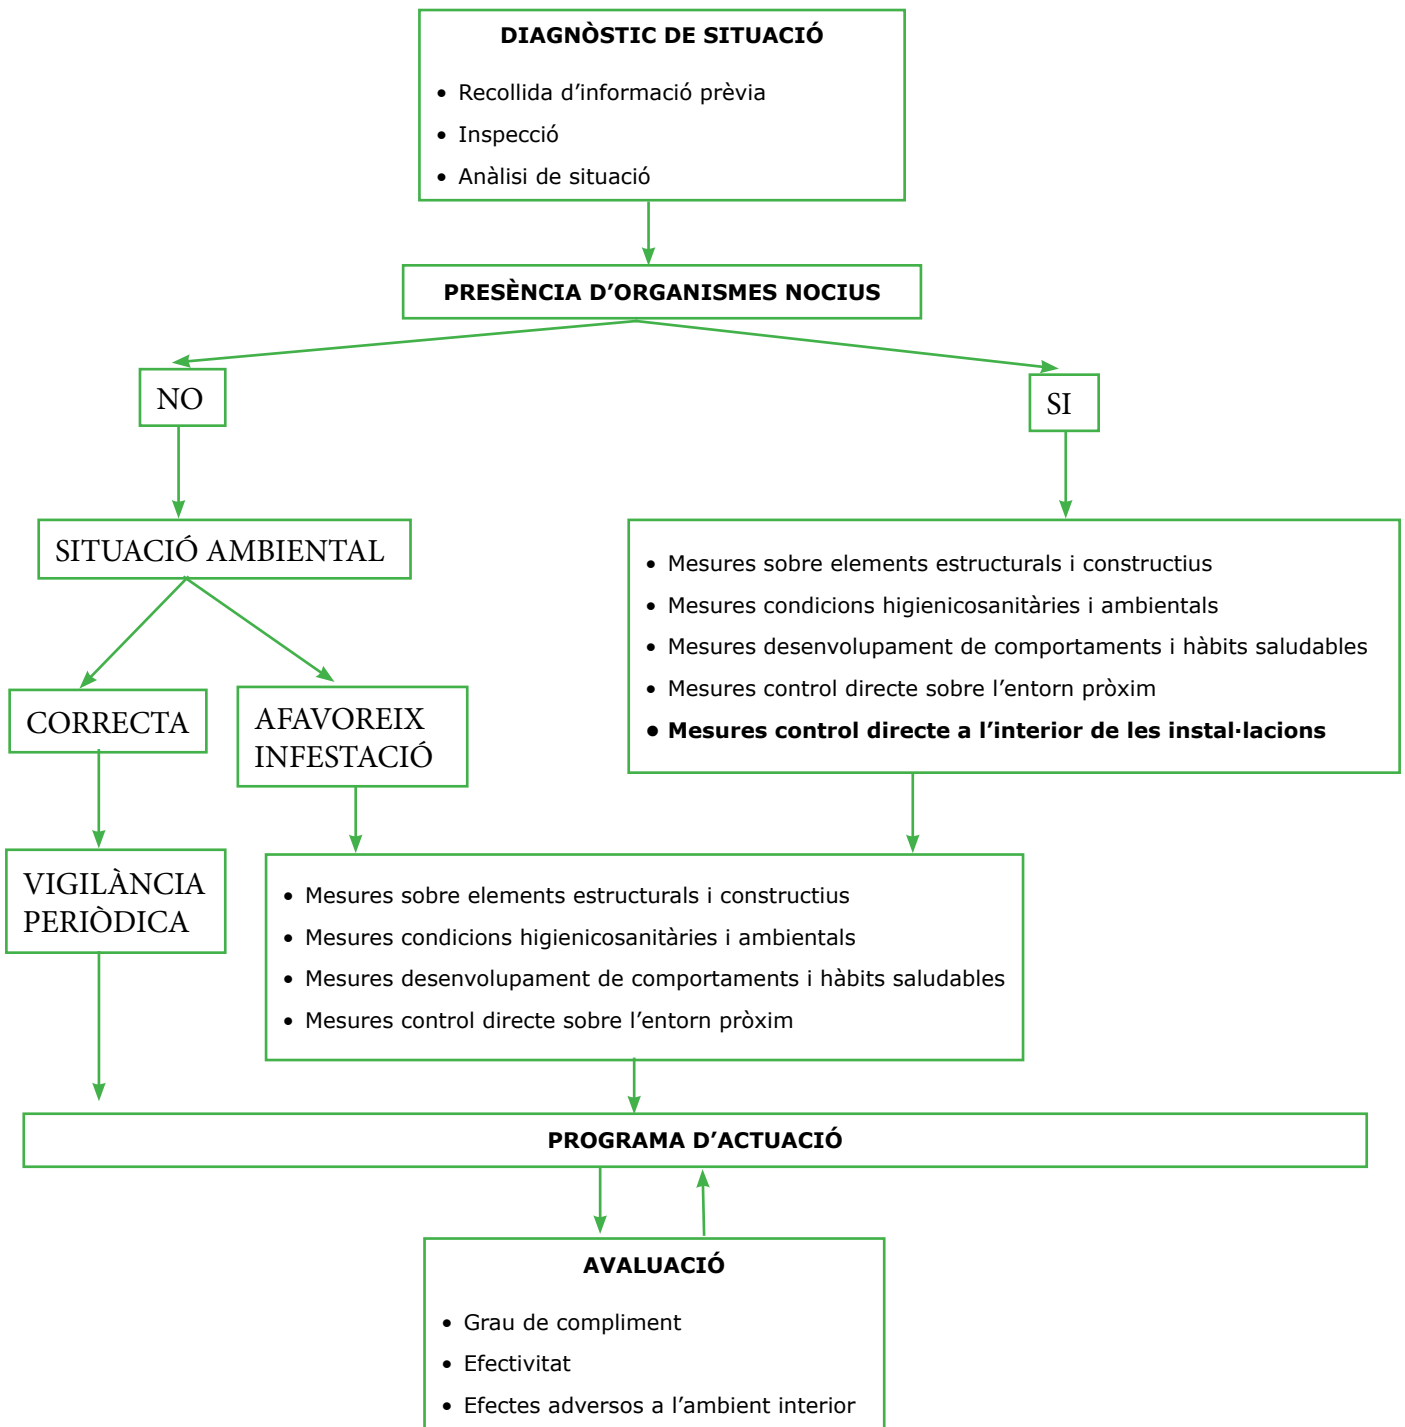 DIAGNÒSTIC DE SITUACIÓ
• Recollida d’informació prèvia
• Inspecció
• Anàlisi de situació
PRESÈNCIA D’ORGANISMES NOCIUS
NO
SI
SITUACIÓ AMBIENTAL
• Mesures sobre elements estructurals i constructius
• Mesures condicions higienicosanitàries i ambientals
• Mesures desenvolupament de comportaments i hàbits saludables
• Mesures control directe sobre l’entorn pròxim
• Mesures control directe a l’interior de les instal·lacions
CORRECTA
AFAVOREIX
INFESTACIÓ
VIGILÀNCIA
PERIÒDICA
• Mesures sobre elements estructurals i constructius
• Mesures condicions higienicosanitàries i ambientals
• Mesures desenvolupament de comportaments i hàbits saludables
• Mesures control directe sobre l’entorn pròxim
PROGRAMA D’ACTUACIÓ
AVALUACIÓ
• Grau de compliment
• Efectivitat
• Efectes adversos a l’ambient interior